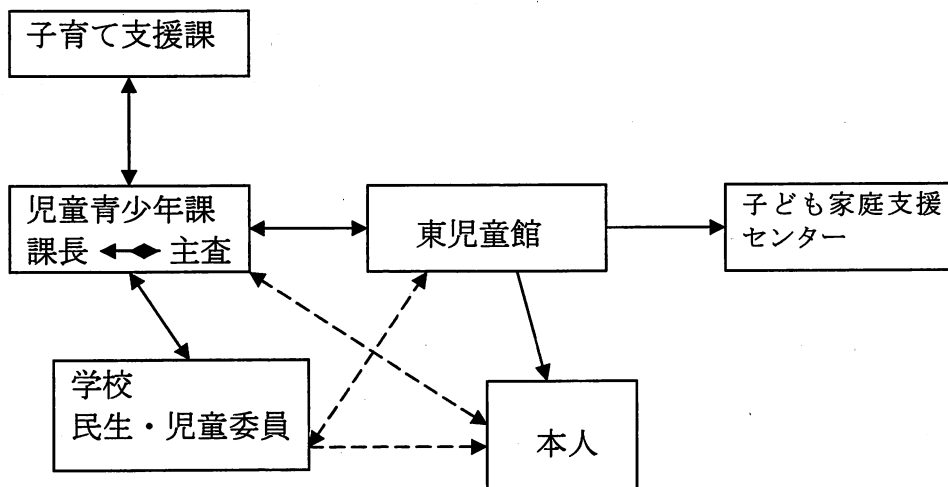 子育て支援課
児童青少年課
課長 主査
東児童館
子ども家庭支援
センター
学校
民生・児童委員
本人